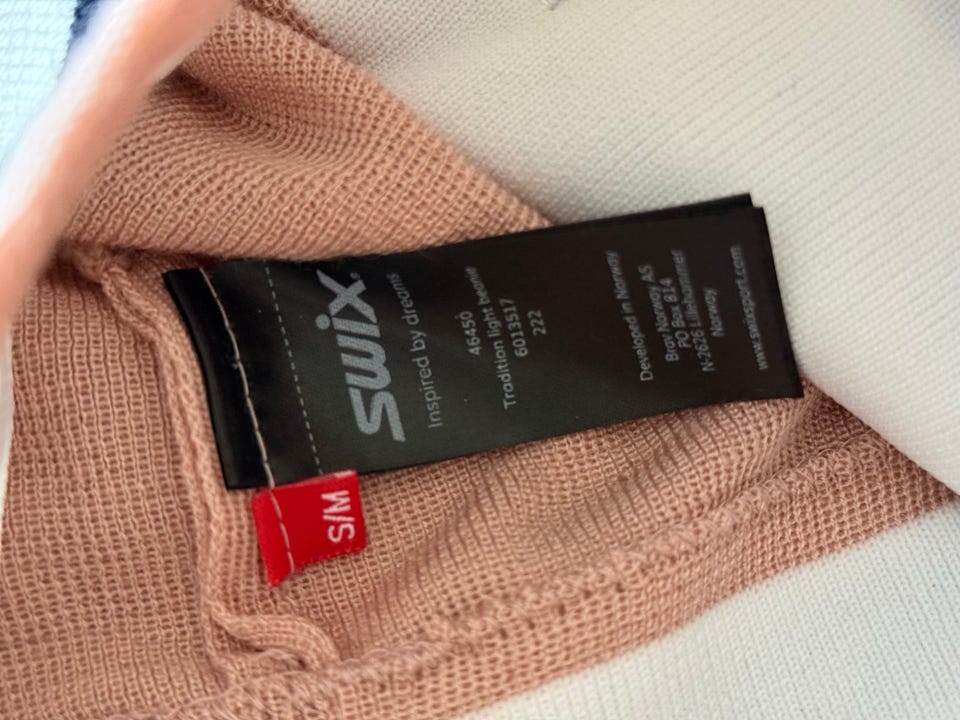 swix
Inspired by dreams
46450
Tradition light beanie
6013517
222
Developed in Norway
Brav Norway AS
PO Box 814
N-2626 Lillehammer
Norway
www.swixsport.com
S/M